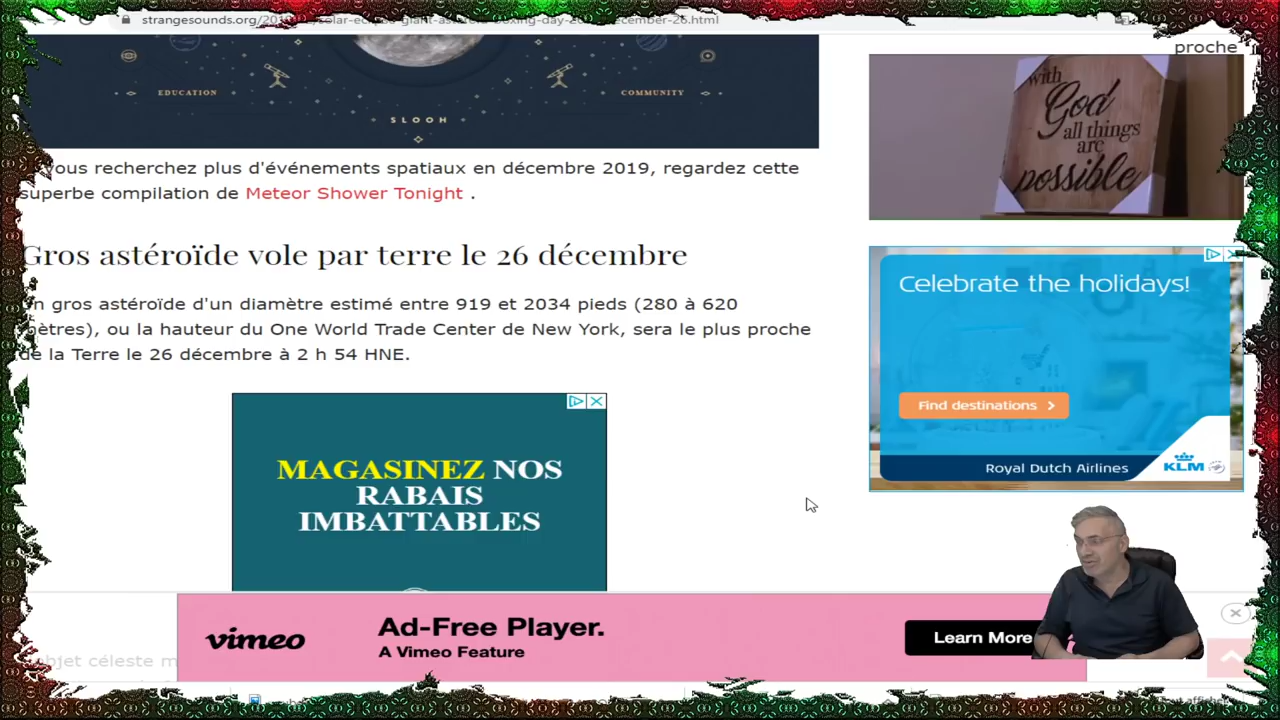 strangesounds.org/
proche
with
God
all things
are
possible
EDUCATION
COMMUNITY
SLOOH
vous recherchez plus d'événements spatiaux en décembre 2019, regardez cette
superbe compilation de Meteor Shower Tonight .
Gros astéroïde vole par terre le 26 décembre
gros astéroïde d'un diamètre estimé entre 919 et 2034 pieds (280 à 620
mètres), ou la hauteur du One World Trade Center de New York, sera le plus proche
de la Terre le 26 décembre à 2 h 54 HNE.
Celebrate the holidays!
Find destinations >
Royal Dutch Airlines
KLM
MAGASINEZ NOS
RABAIS
IMBATTABLES
vimeo
Ad-Free Player.
A Vimeo Feature
Learn More
objet céleste